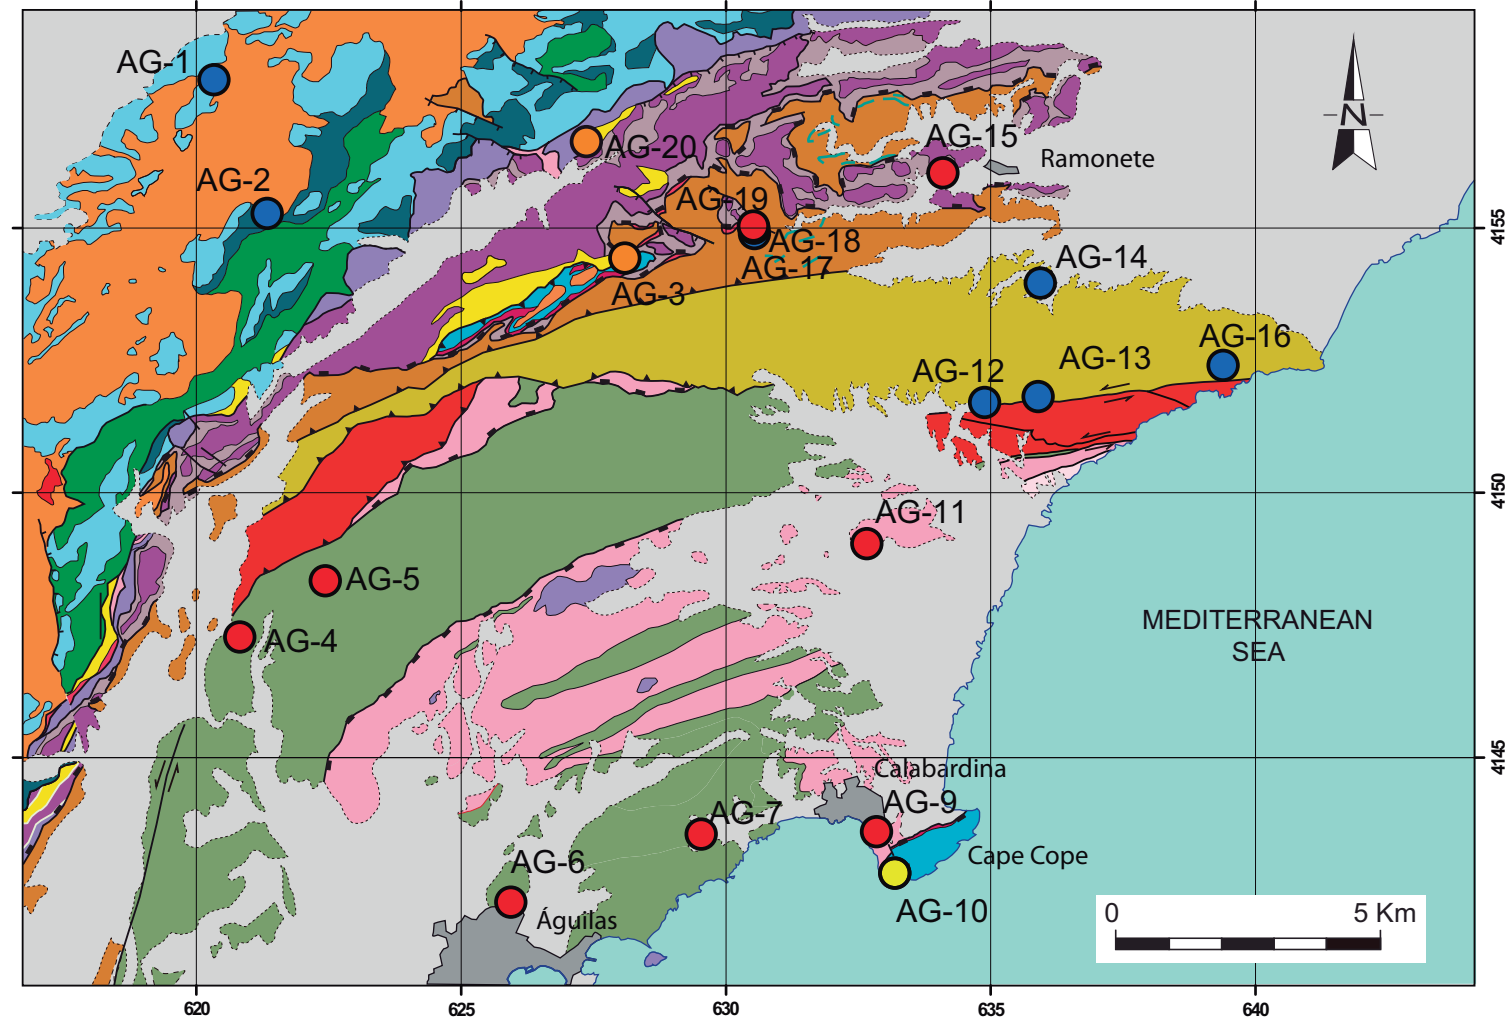 AG-1
N
AG-15
AG-20
Ramonete
AG-2
AG-19
4155
AG-18
AG-14
AG-17
AG-3
AG-16
AG-13
AG-12
4150
AG-11
AG-5
MEDITERRANEAN
SEA
AG-4
4145
Calabardina
AG-9
AG-7
Cape Cope
AG-6
AG-10
0
5 Km
Águilas
620
625
630
635
640